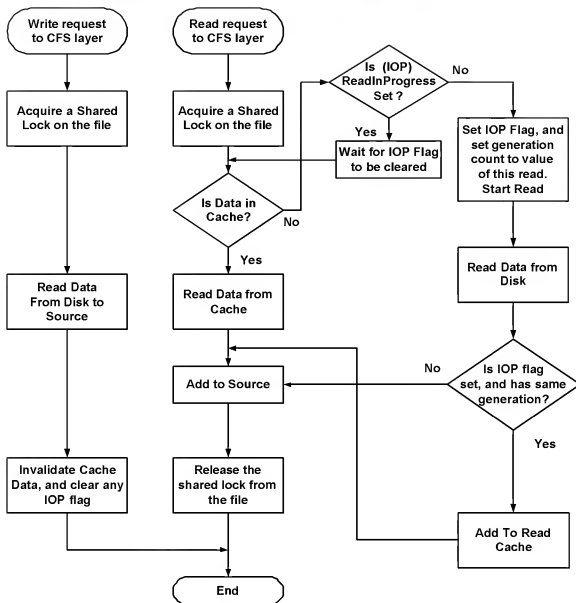 Write request
to CFS layer
Read request
to CFS layer
Is (IOP)
ReadInProgress
Set ?
No
Yes
Acquire a Shared
Lock on the file
Acquire a Shared
Lock on the file
Wait for IOP Flag
to be cleared
Set IOP Flag, and
set generation
count to value
of this read.
Start Read
Is Data in
Cache?
No
Yes
Read Data
From Disk to
Source
Read Data from
Cache
Read Data from
Disk
Add to Source
No
Is IOP flag
set, and has same
generation?
Yes
Invalidate Cache
Data, and clear any
IOP flag
Release the
shared lock from
the file
Add To Read
Cache
End